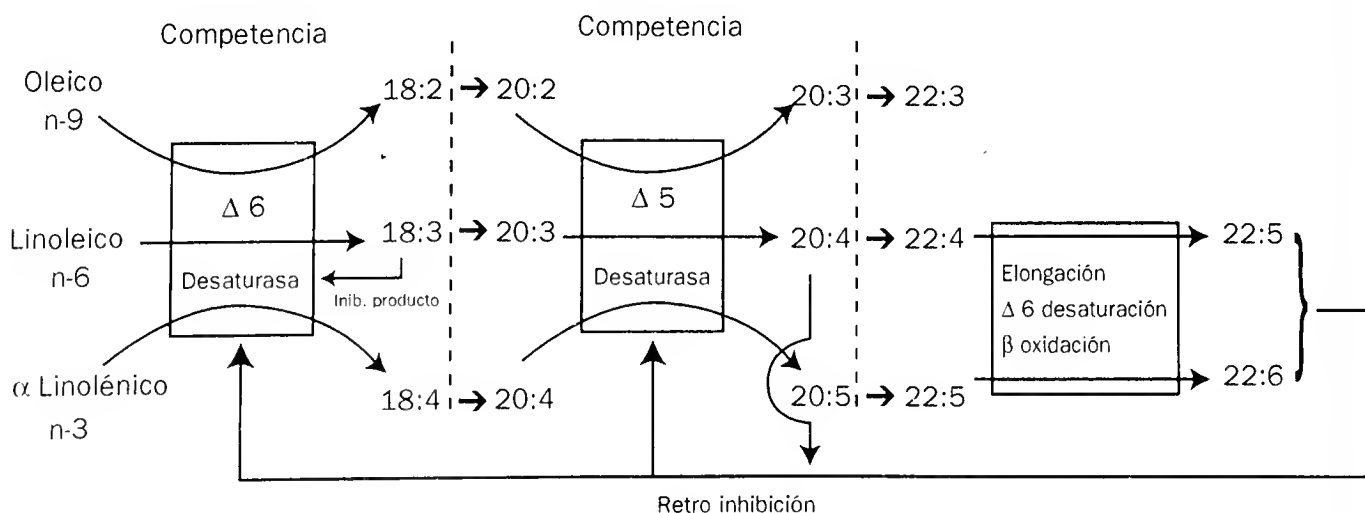 Competencia
Competencia
Oleico
n-9
18:2 → 20:2
20:3 → 22:3
Δ 6
Δ 5
Linoleico
n-6
18:3 → 20:3
20:4 → 22:4
22:5
Desaturasa
Inib. producto
Desaturasa
Elongación
Δ 6 desaturación
β oxidación
α Linolénico
n-3
18:4 → 20:4
20:5 → 22:5
22:6
Retro inhibición